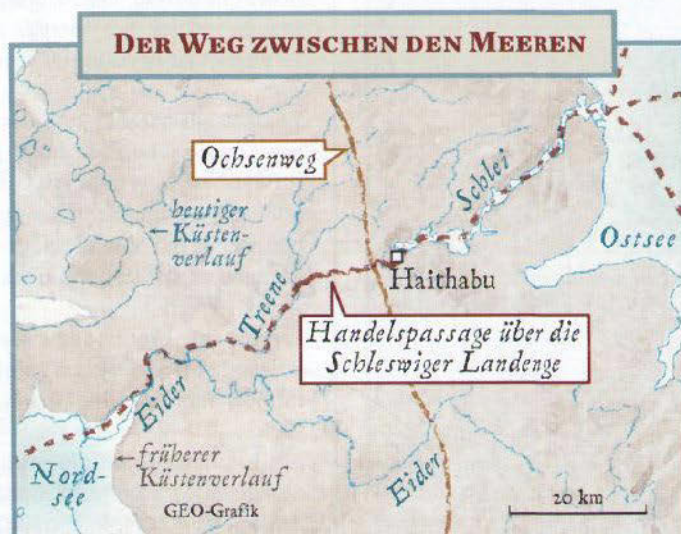 DER WEG ZWISCHEN DEN MEEREN
Ochsenweg
Schlei
heutiger
Küsten-
verlauf
Ostsee
Haithabu
Treene
Handelspassage über die
Schleswiger Landenge
Eider
früherer
Küstenverlauf
Nord-
see
Eider
GEO-Grafik
20 km